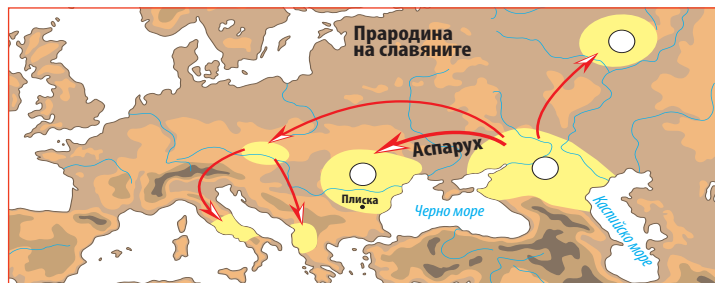 Прародина
на славяните
Аспарух
Плиска
Черно море
Каспийско море